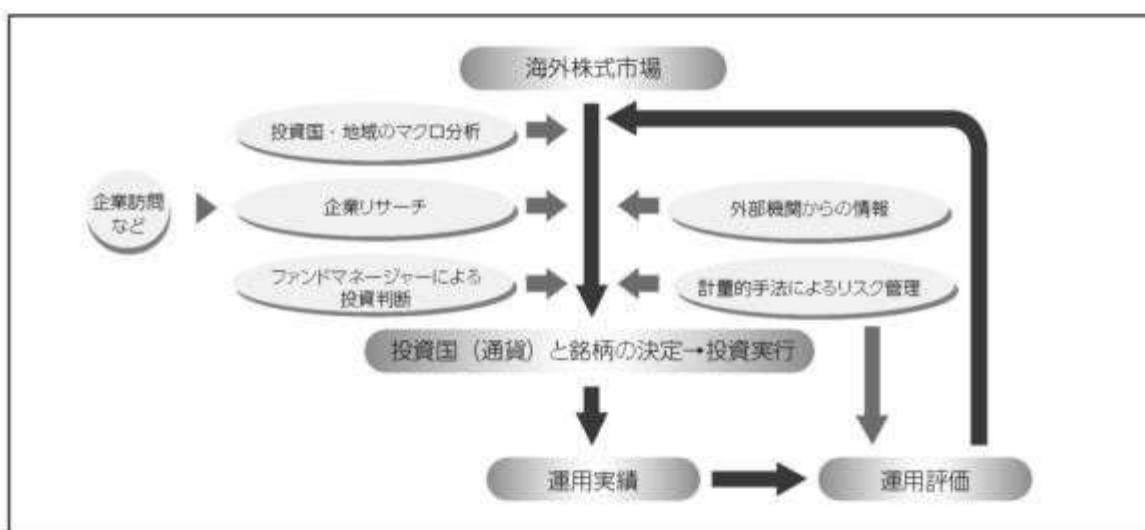 海外株式市場
投資国・地域のマクロ分析
企業訪問
など
企業リサーチ
外部機関からの情報
ファンドマネージャーによる
投資判断
計量的手法によるリスク管理
投資国（通貨）と銘柄の決定→投資実行
運用実績
運用評価